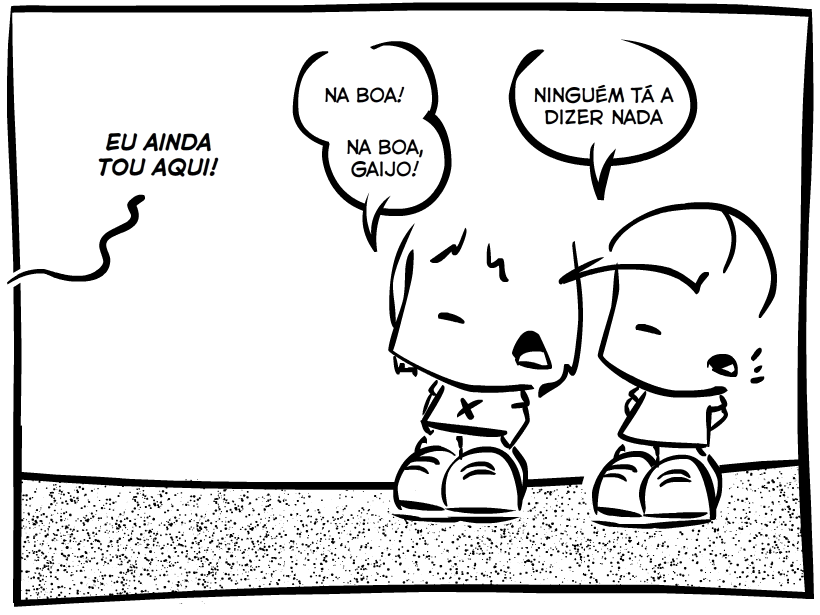 EU AINDA
TOU AQUI!
NA BOA!
NA BOA,
GAIJO!
NINGUÉM TÁ A
DIZER NADA